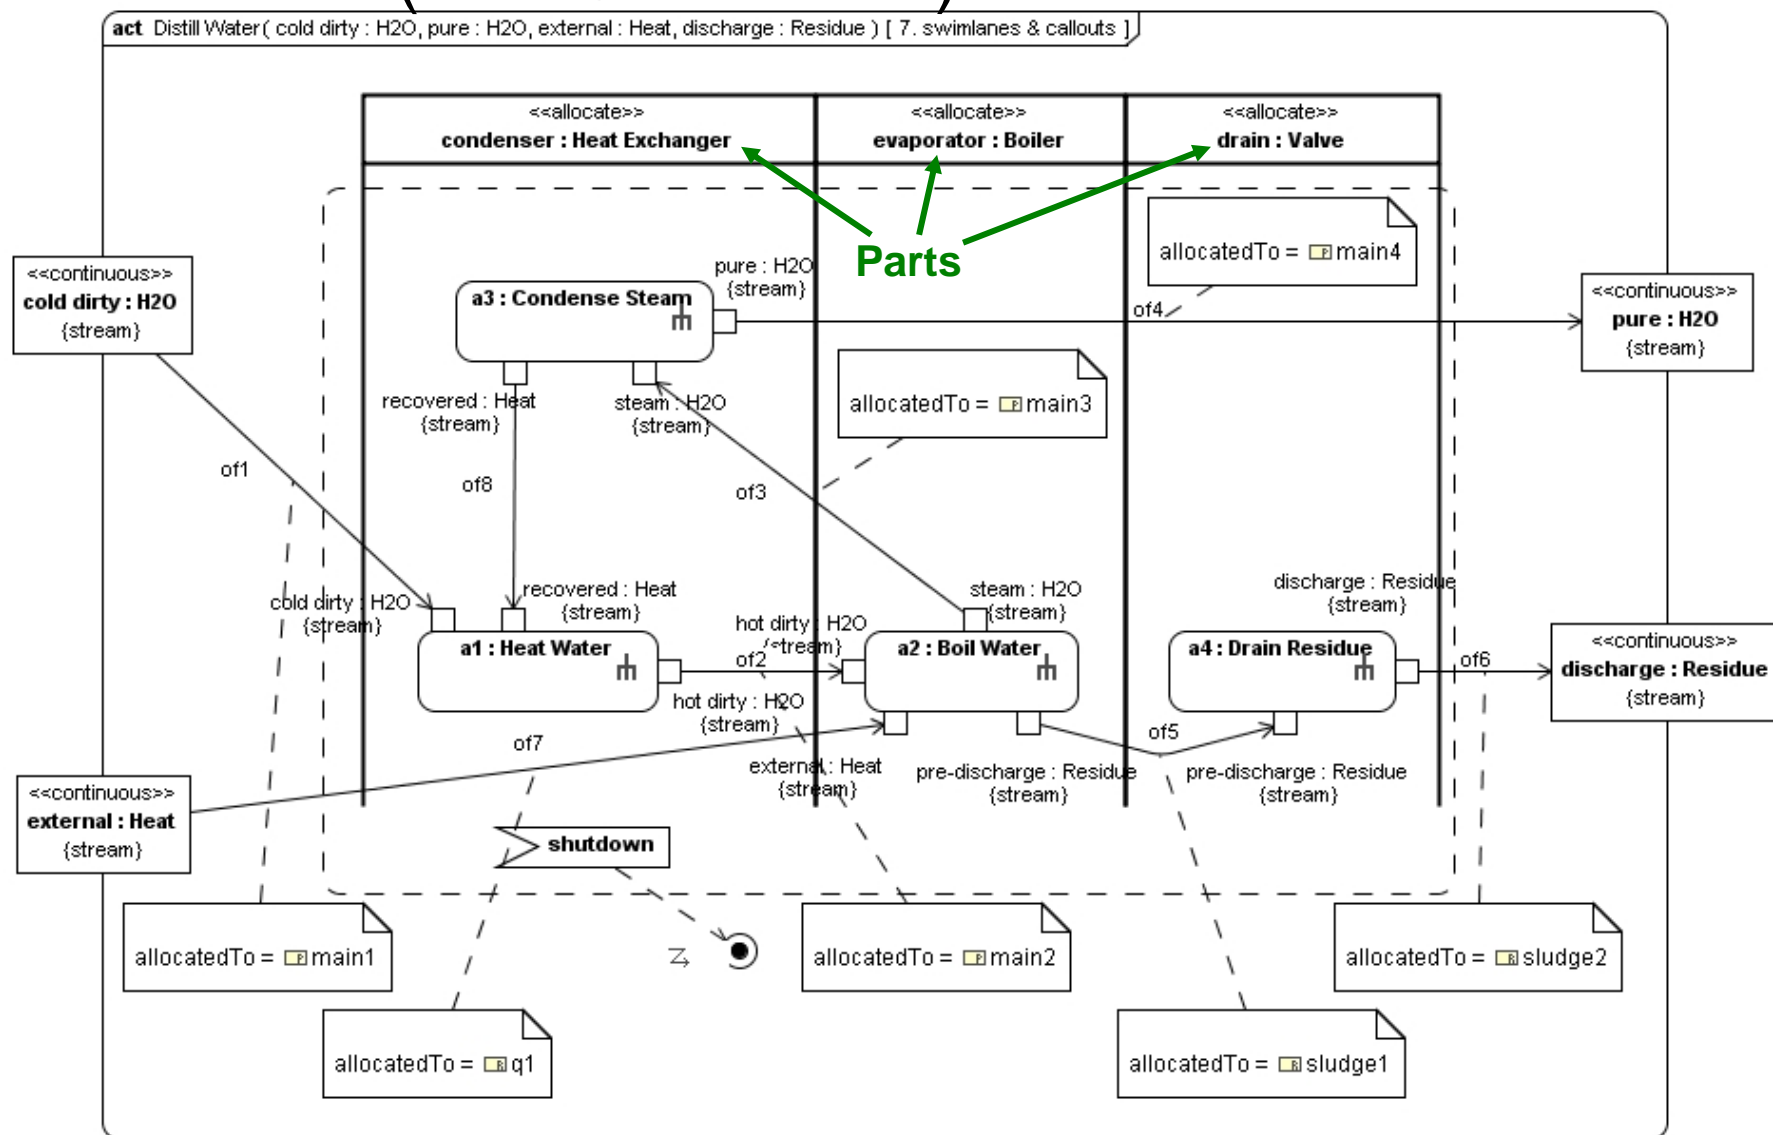 act Distill Water( cold dirty : H2O, pure : H2O, external : Heat, discharge : Residue ) [ 7. swimlanes & callouts ]
<<allocate>>
condenser : Heat Exchanger
<<allocate>>
evaporator : Boiler
<<allocate>>
drain : Valve
Parts
allocatedTo = P main4
<<continuous>>
cold dirty : H2O
{stream}
pure : H2O
{stream}
a3 : Condense Steam
of4
<<continuous>>
pure : H2O
{stream}
recovered : Heat
{stream}
steam : H2O
{stream}
allocatedTo = P main3
of1
of8
of3
cold dirty : H2O
{stream}
recovered : Heat
{stream}
steam : H2O
{stream}
discharge : Residue
{stream}
hot dirty : H2O
{stream}
a1 : Heat Water
of2
a2 : Boil Water
a4 : Drain Residue
of6
<<continuous>>
discharge : Residue
{stream}
hot dirty : H2O
{stream}
of7
of5
external : Heat
{stream}
pre-discharge : Residue
{stream}
pre-discharge : Residue
{stream}
<<continuous>>
external : Heat
{stream}
shutdown
allocatedTo = P main1
allocatedTo = P main2
allocatedTo = R sludge2
allocatedTo = R q1
allocatedTo = R sludge1